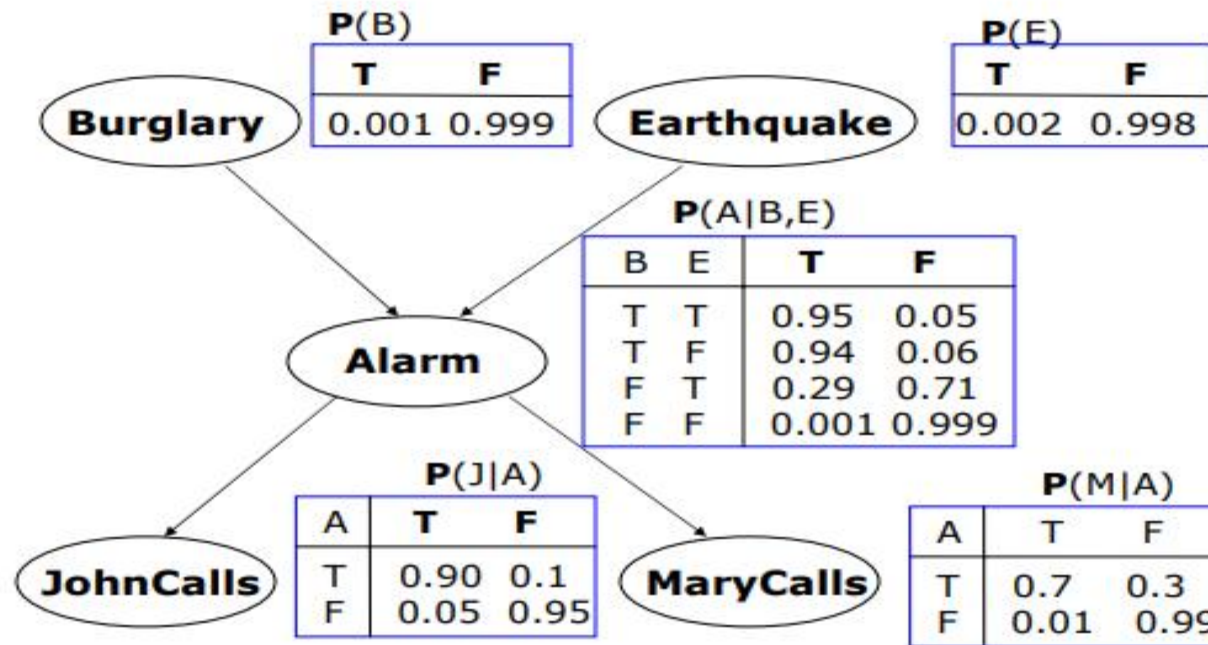 P(B)
T F
0.001 0.999
Burglary
P(E)
T F
0.002 0.998
Earthquake
P(A|B,E)
B E T F
T T 0.95 0.05
T F 0.94 0.06
F T 0.29 0.71
F F 0.001 0.999
Alarm
P(J|A)
A T F
T 0.90 0.1
F 0.05 0.95
JohnCalls
P(M|A)
A T F
T 0.7 0.3
F 0.01 0.99
MaryCalls